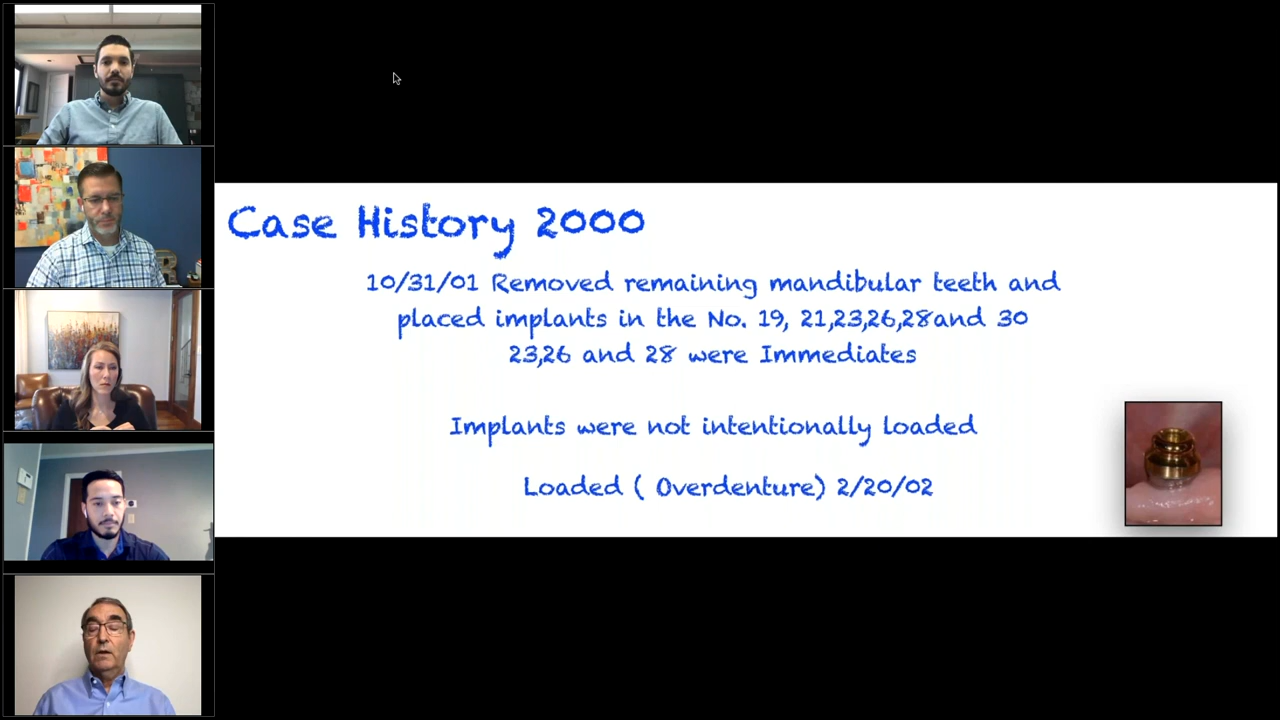 Case History 2000
10/31/01 Removed remaining mandibular teeth and
placed implants in the No. 19, 21,23,26,28and 30
23,26 and 28 were Immediates
Implants were not intentionally loaded
Loaded ( Overdenture) 2/20/02